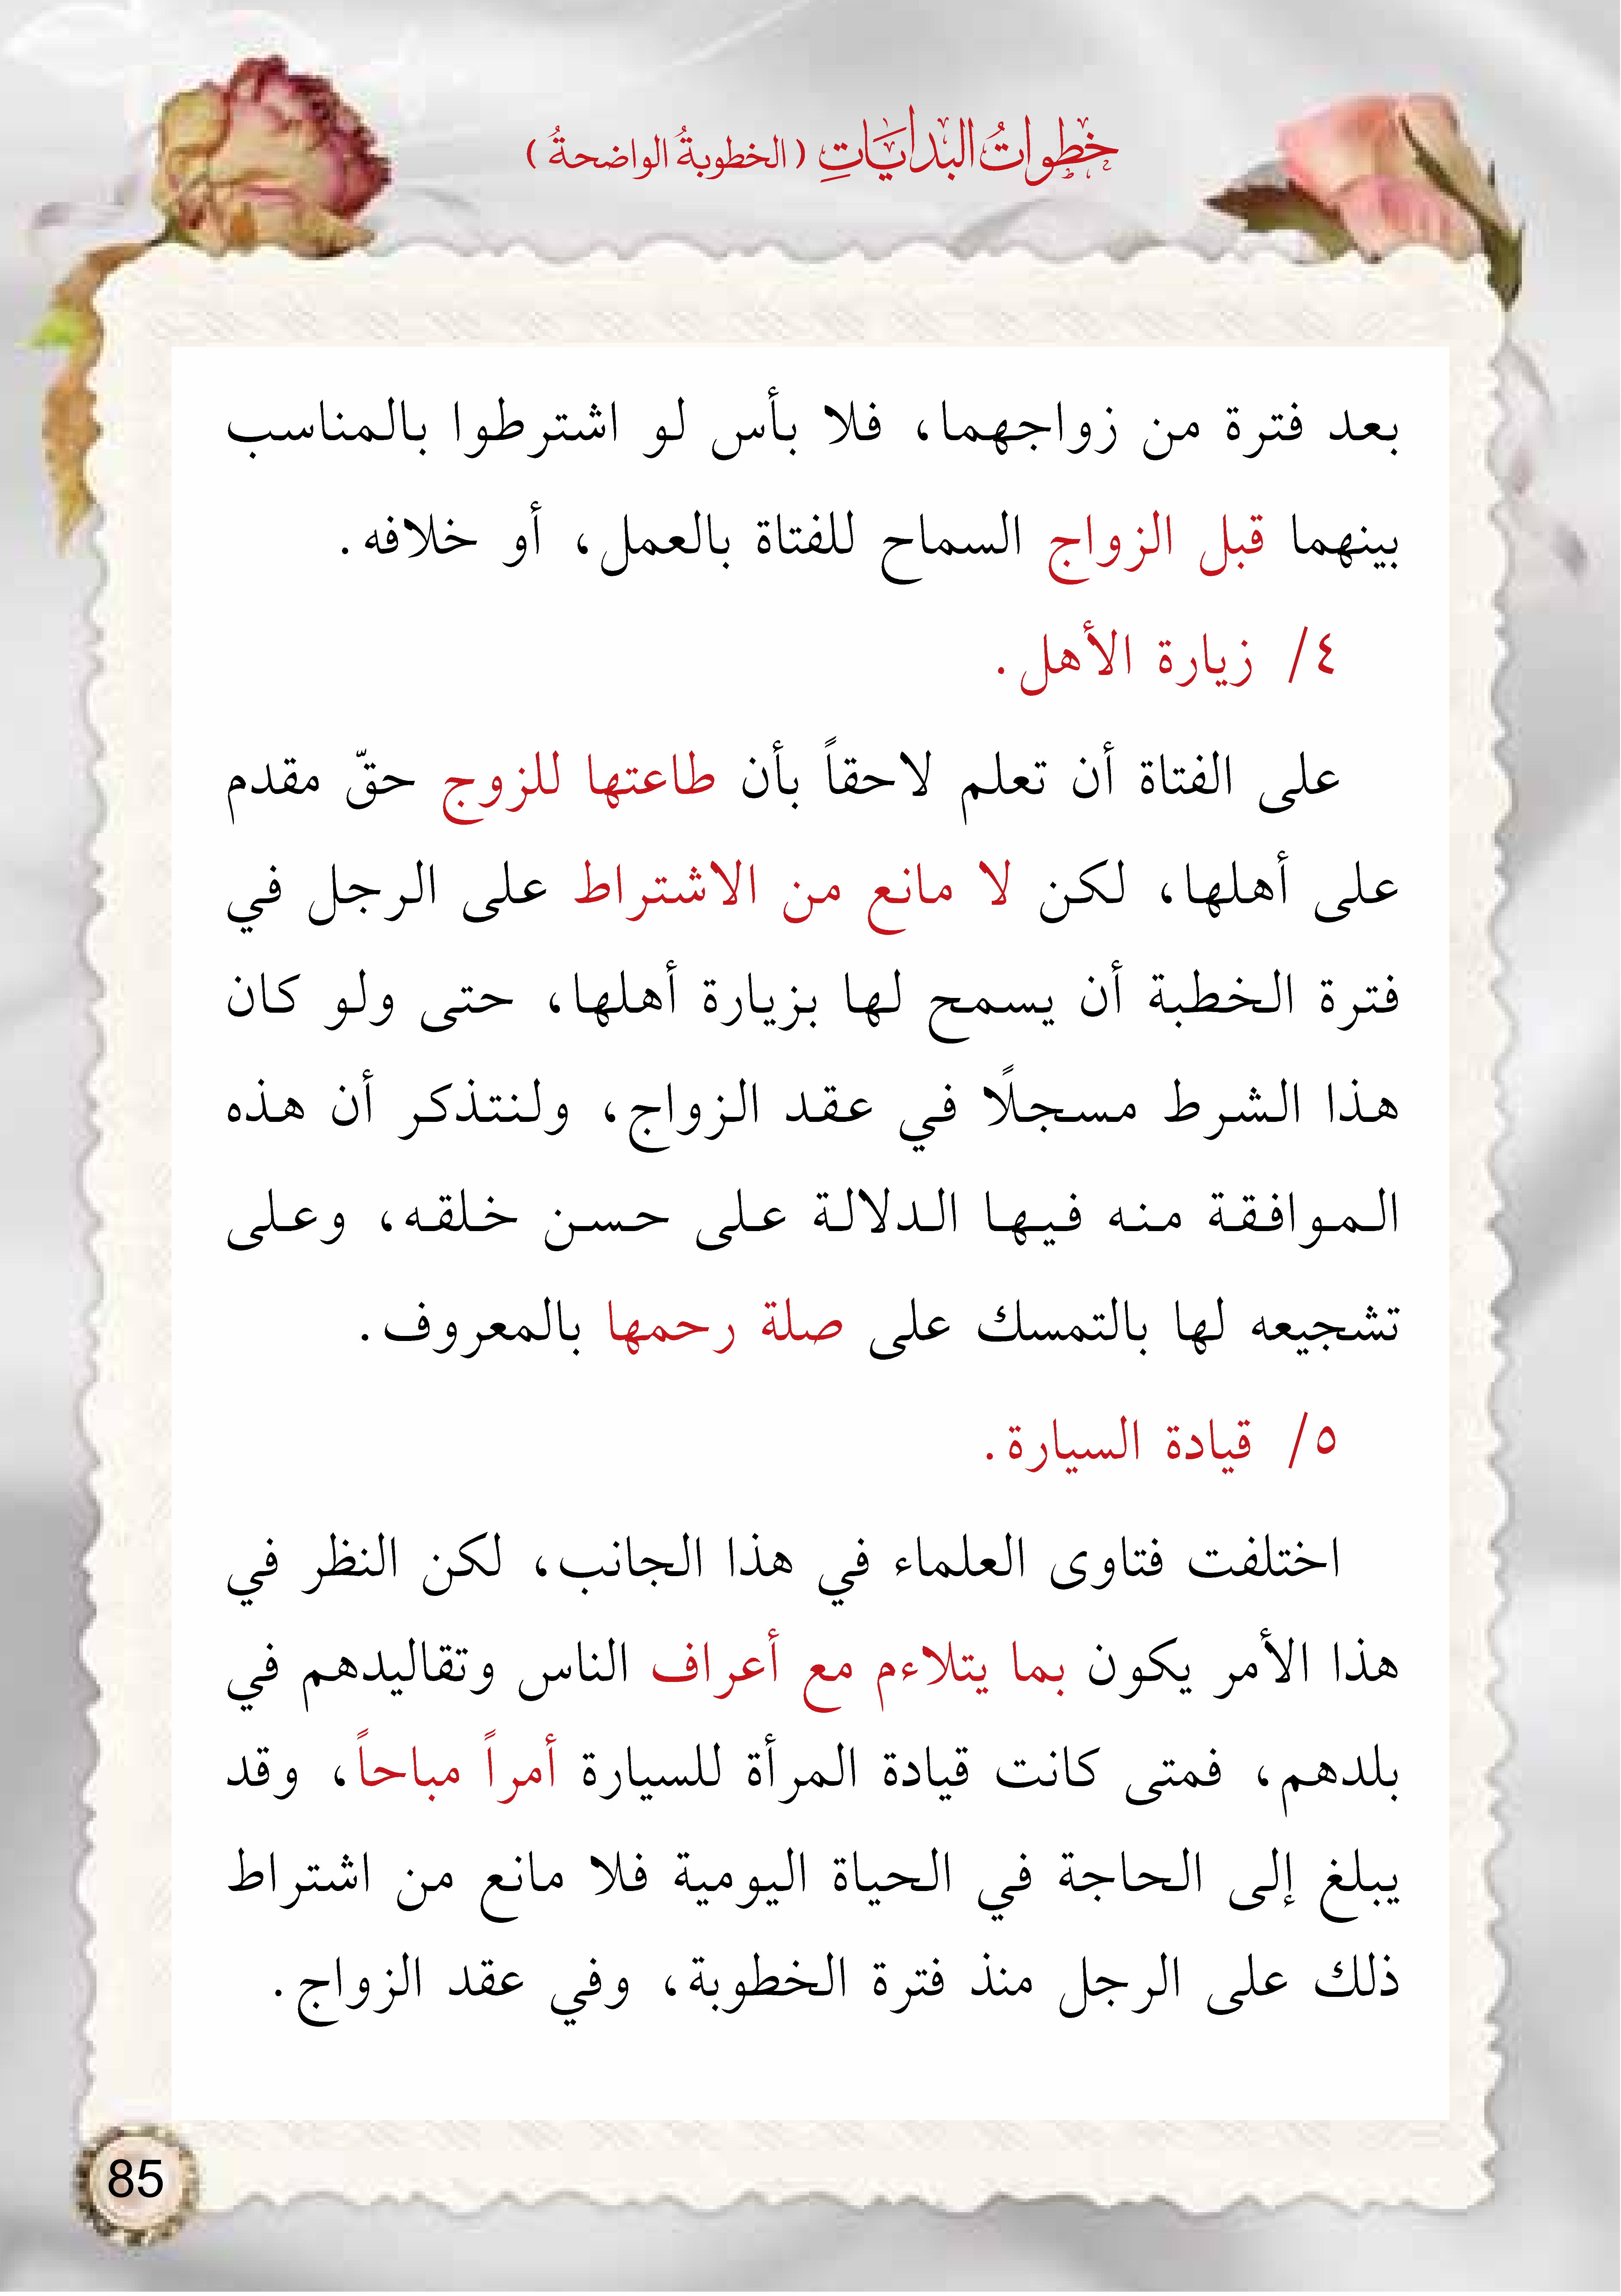 خطواتُ البدايَاتِ (الخطوبةُ الواضحةُ)
بعد فترة من زواجهما، فلا بأس لو اشترطوا بالمناسب
بينهما قبل الزواج السماح للفتاة بالعمل، أو خلافه.
٤/ زيارة الأهل.
على الفتاة أن تعلم لاحقاً بأن طاعتها للزوج حقّ مقدم
على أهلها، لكن لا مانع من الاشتراط على الرجل في
فترة الخطبة أن يسمح لها بزيارة أهلها، حتى ولو كان
هذا الشرط مسجلًا في عقد الزواج، ولنتذكر أن هذه
الموافقة منه فيها الدلالة على حسن خلقه، وعلى
تشجيعه لها بالتمسك على صلة رحمها بالمعروف.
٥/ قيادة السيارة.
اختلفت فتاوى العلماء في هذا الجانب، لكن النظر في
هذا الأمر يكون بما يتلاءم مع أعراف الناس وتقاليدهم في
بلدهم، فمتى كانت قيادة المرأة للسيارة أمراً مباحاً، وقد
يبلغ إلى الحاجة في الحياة اليومية فلا مانع من اشتراط
ذلك على الرجل منذ فترة الخطوبة، وفي عقد الزواج.
85